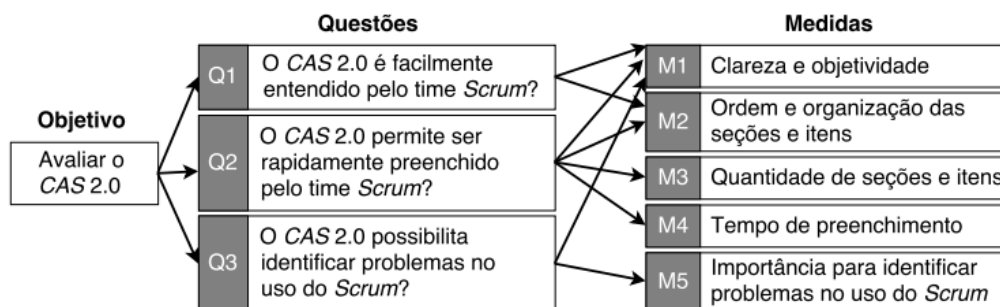 Questões
Medidas
Objetivo
Avaliar o
CAS 2.0
Q1
O CAS 2.0 é facilmente
entendido pelo time Scrum?
Q2
O CAS 2.0 permite ser
rapidamente preenchido
pelo time Scrum?
Q3
O CAS 2.0 possibilita
identificar problemas no
uso do Scrum?
M1
Clareza e objetividade
M2
Ordem e organização das
seções e itens
M3
Quantidade de seções e itens
M4
Tempo de preenchimento
M5
Importância para identificar
problemas no uso do Scrum